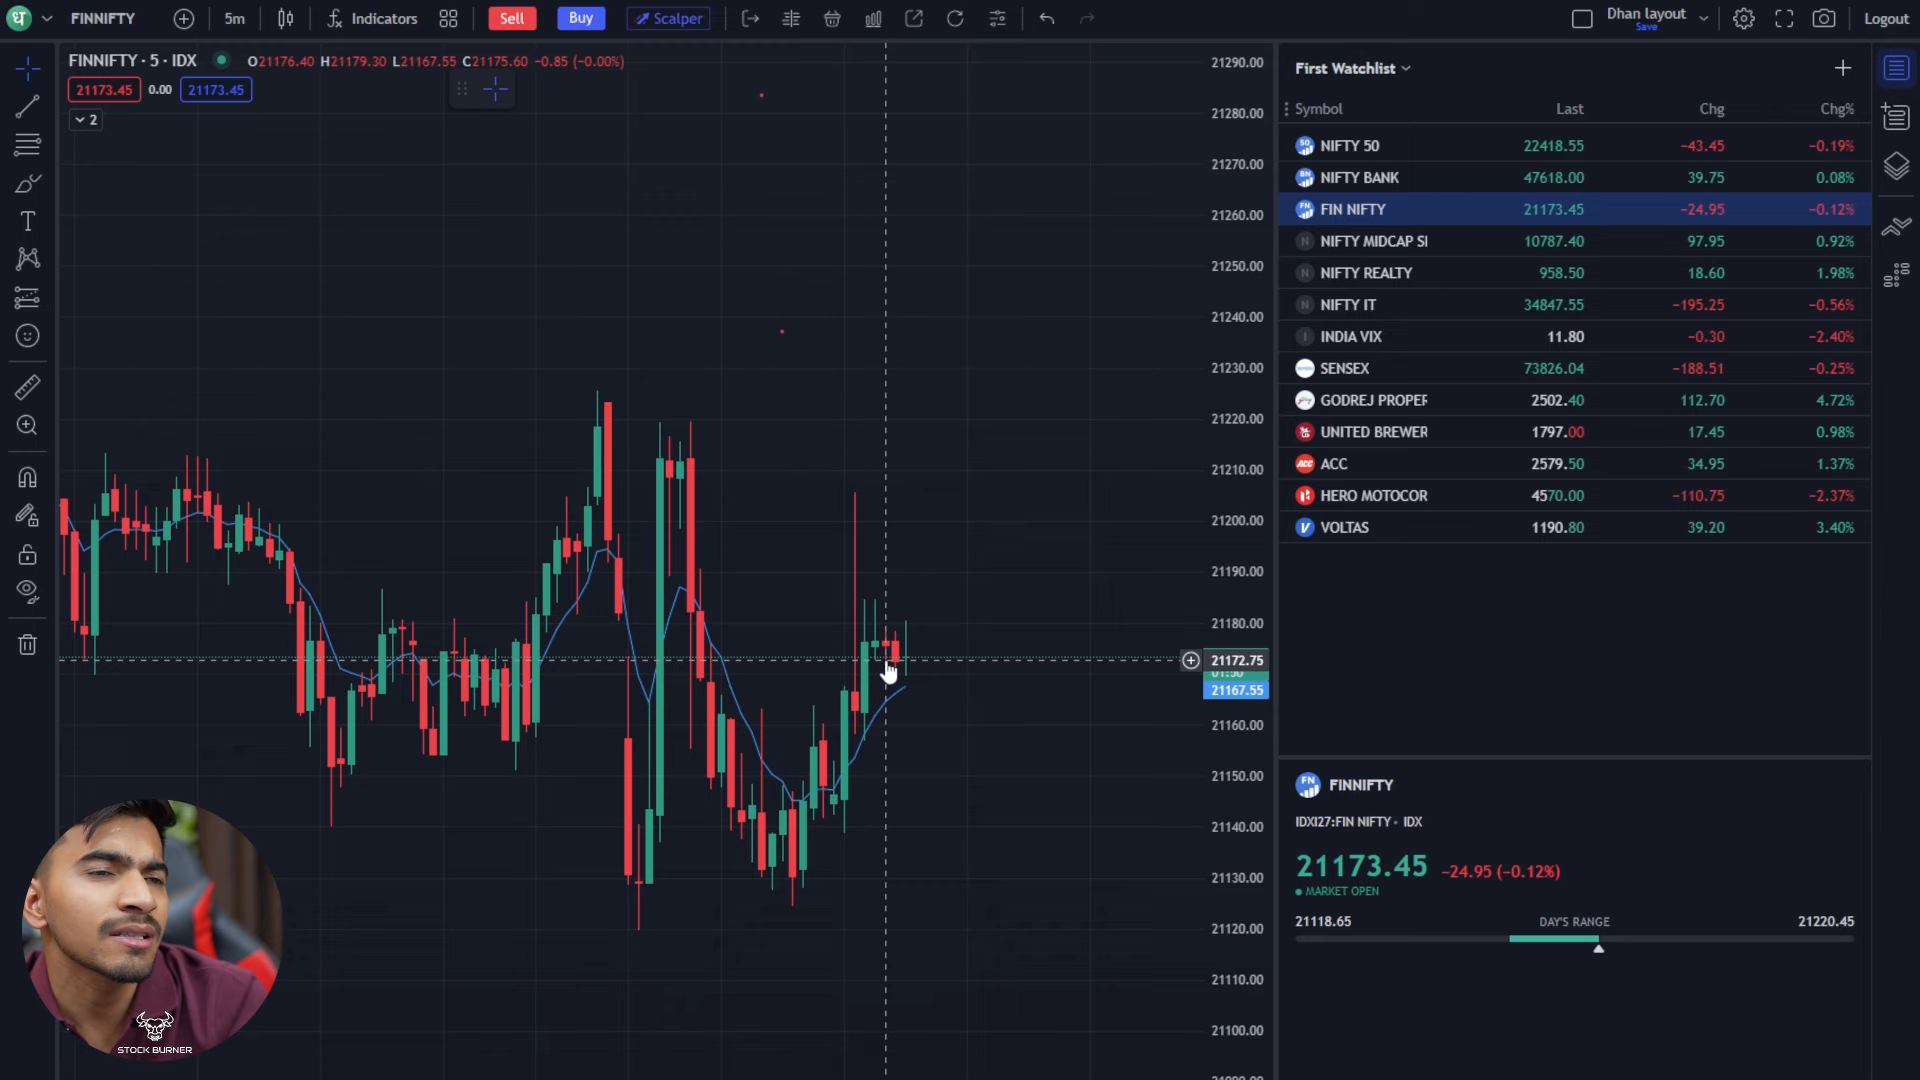 ध FINNIFTY 5m Indicators Sell Buy Scalper Dhan layout Save Logout
FINNIFTY · 5 · IDX O21176.40 H21179.30 L21167.55 C21175.60 −0.85 (−0.00%)
21173.45 0.00 21173.45
2
21290.00
21280.00
21270.00
21260.00
21250.00
21240.00
21230.00
21220.00
21210.00
21200.00
21190.00
21180.00
21172.75
01:50
21167.55
21160.00
21150.00
21140.00
21130.00
21120.00
21110.00
21100.00
First Watchlist
Symbol Last Chg Chg%
50 NIFTY 50 22418.55 −43.45 −0.19%
BN NIFTY BANK 47618.00 39.75 0.08%
FN FIN NIFTY 21173.45 −24.95 −0.12%
N NIFTY MIDCAP SI 10787.40 97.95 0.92%
N NIFTY REALTY 958.50 18.60 1.98%
N NIFTY IT 34847.55 −195.25 −0.56%
I INDIA VIX 11.80 −0.30 −2.40%
SENSEX 73826.04 −188.51 −0.25%
GODREJ PROPER 2502.40 112.70 4.72%
UNITED BREWER 1797.00 17.45 0.98%
ACC ACC 2579.50 34.95 1.37%
HERO MOTOCOR 4570.00 −110.75 −2.37%
V VOLTAS 1190.80 39.20 3.40%
FN FINNIFTY
IDXI27:FIN NIFTY · IDX
21173.45 −24.95 (−0.12%)
MARKET OPEN
21118.65 DAY'S RANGE 21220.45
STOCK BURNER